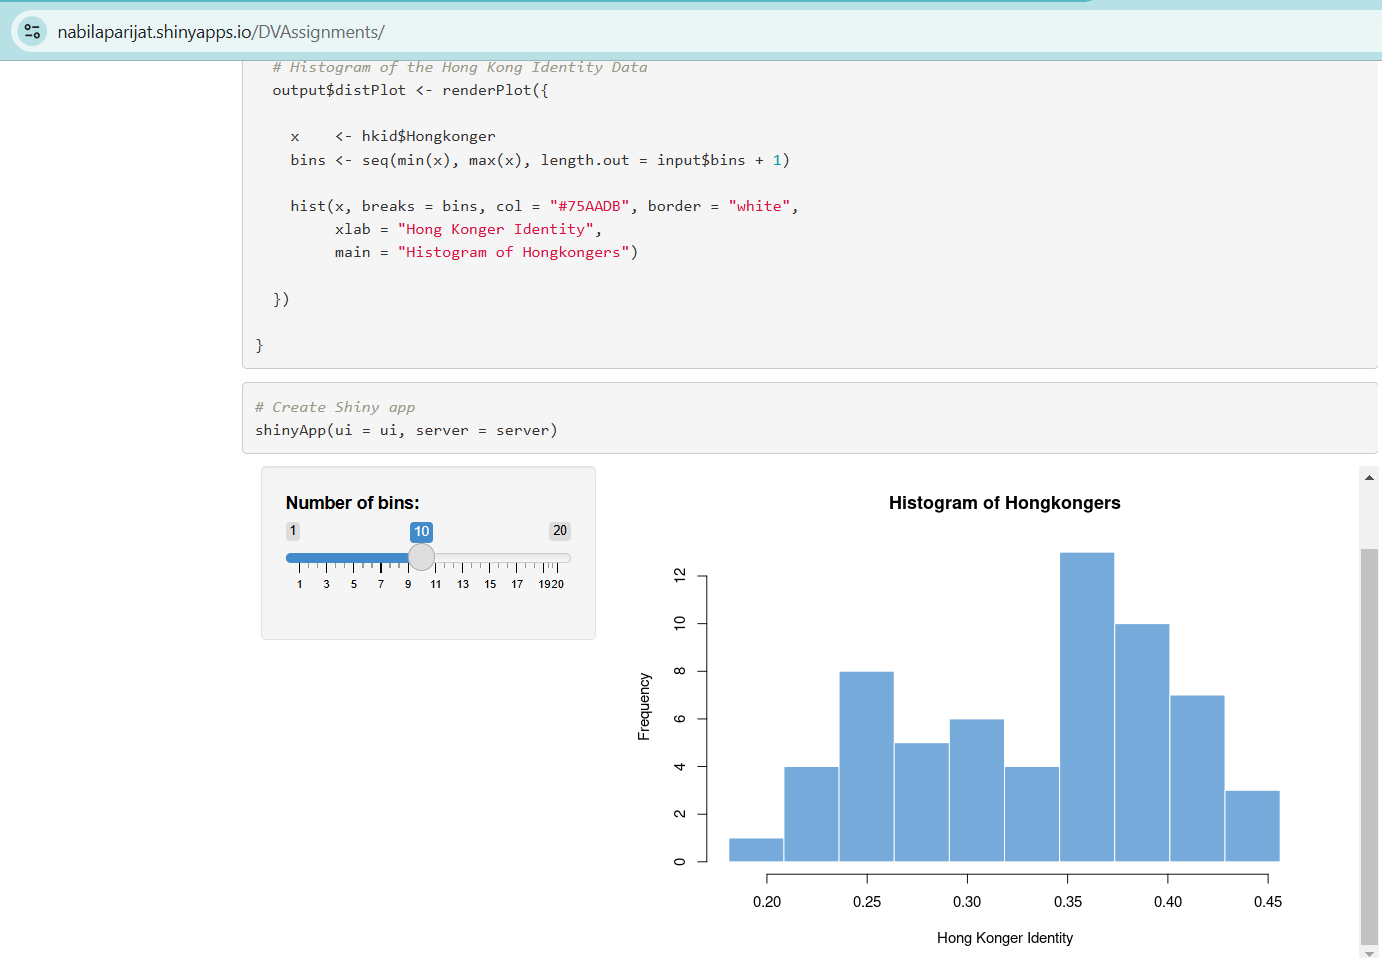 nabilaparijat.shinyapps.io/DVAssignments/
# Histogram of the Hong Kong Identity Data
output$distPlot <- renderPlot({
x    <- hkid$Hongkonger
bins <- seq(min(x), max(x), length.out = input$bins + 1)
hist(x, breaks = bins, col = "#75AADB", border = "white",
xlab = "Hong Konger Identity",
main = "Histogram of Hongkongers")
})
}
# Create Shiny app
shinyApp(ui = ui, server = server)
Number of bins:
1 10 20
1 3 5 7 9 11 13 15 17 19 20
Histogram of Hongkongers
Frequency
12
10
8
6
4
2
0
0.20 0.25 0.30 0.35 0.40 0.45
Hong Konger Identity